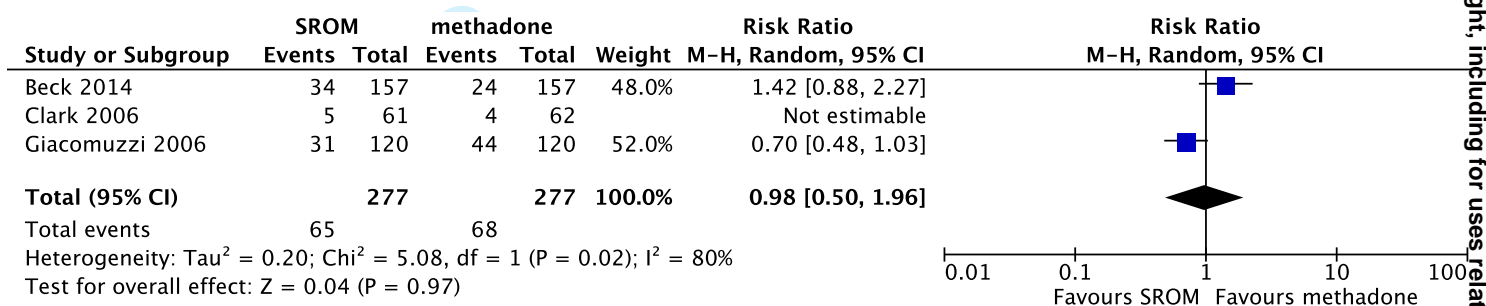 SROM methadone Risk Ratio Risk Ratio
Study or Subgroup Events Total Events Total Weight M-H, Random, 95% CI M-H, Random, 95% CI
Beck 2014 34 157 24 157 48.0% 1.42 [0.88, 2.27]
Clark 2006 5 61 4 62 Not estimable
Giacomuzzi 2006 31 120 44 120 52.0% 0.70 [0.48, 1.03]
Total (95% CI) 277 277 100.0% 0.98 [0.50, 1.96]
Total events 65 68
Heterogeneity: Tau² = 0.20; Chi² = 5.08, df = 1 (P = 0.02); I² = 80%
Test for overall effect: Z = 0.04 (P = 0.97)
0.01 0.1 1 10 100
Favours SROM Favours methadone
ght, including for uses relat